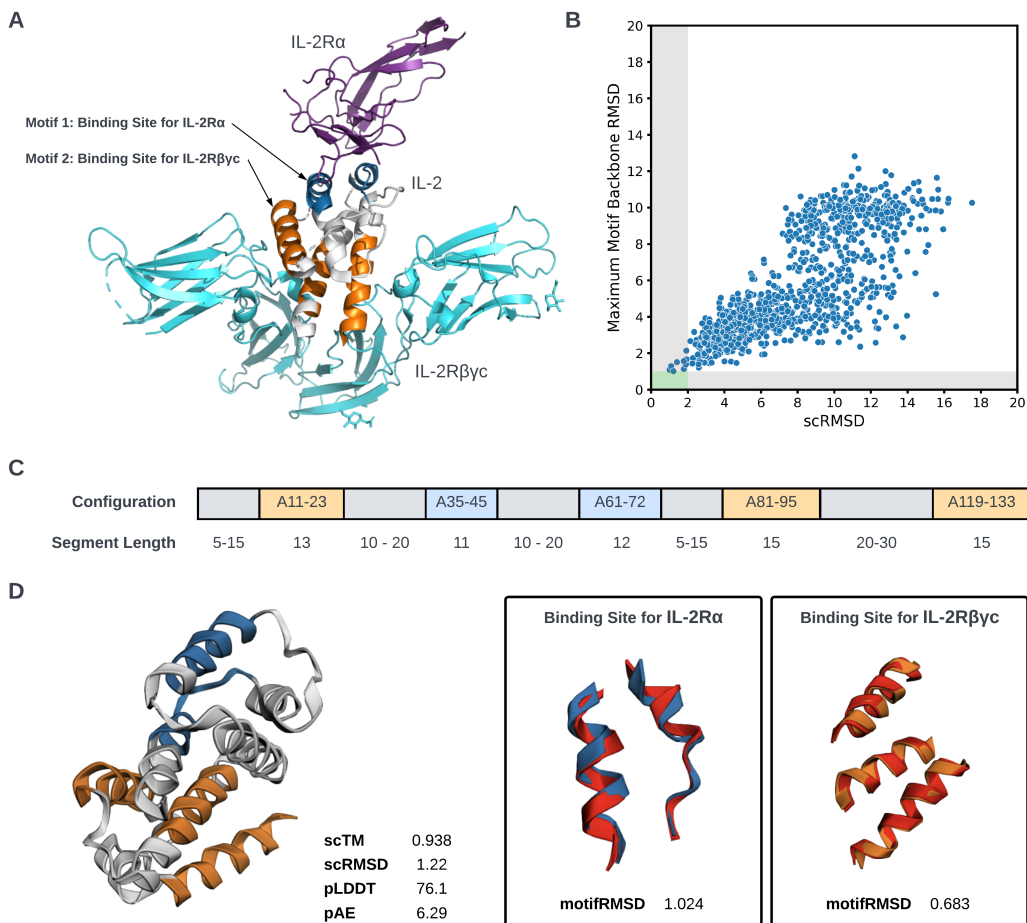 A
IL-2Rα
Motif 1: Binding Site for IL-2Rα
Motif 2: Binding Site for IL-2Rβγc
IL-2
IL-2Rβγc
B
Maximum Motif Backbone RMSD
20
18
16
14
12
10
8
6
4
2
0
0 2 4 6 8 10 12 14 16 18 20
scRMSD
C
Configuration A11-23 A35-45 A61-72 A81-95 A119-133
Segment Length 5-15 13 10 - 20 11 10 - 20 12 5-15 15 20-30 15
D
scTM 0.938
scRMSD 1.22
pLDDT 76.1
pAE 6.29
Binding Site for IL-2Rα
motifRMSD 1.024
Binding Site for IL-2Rβγc
motifRMSD 0.683